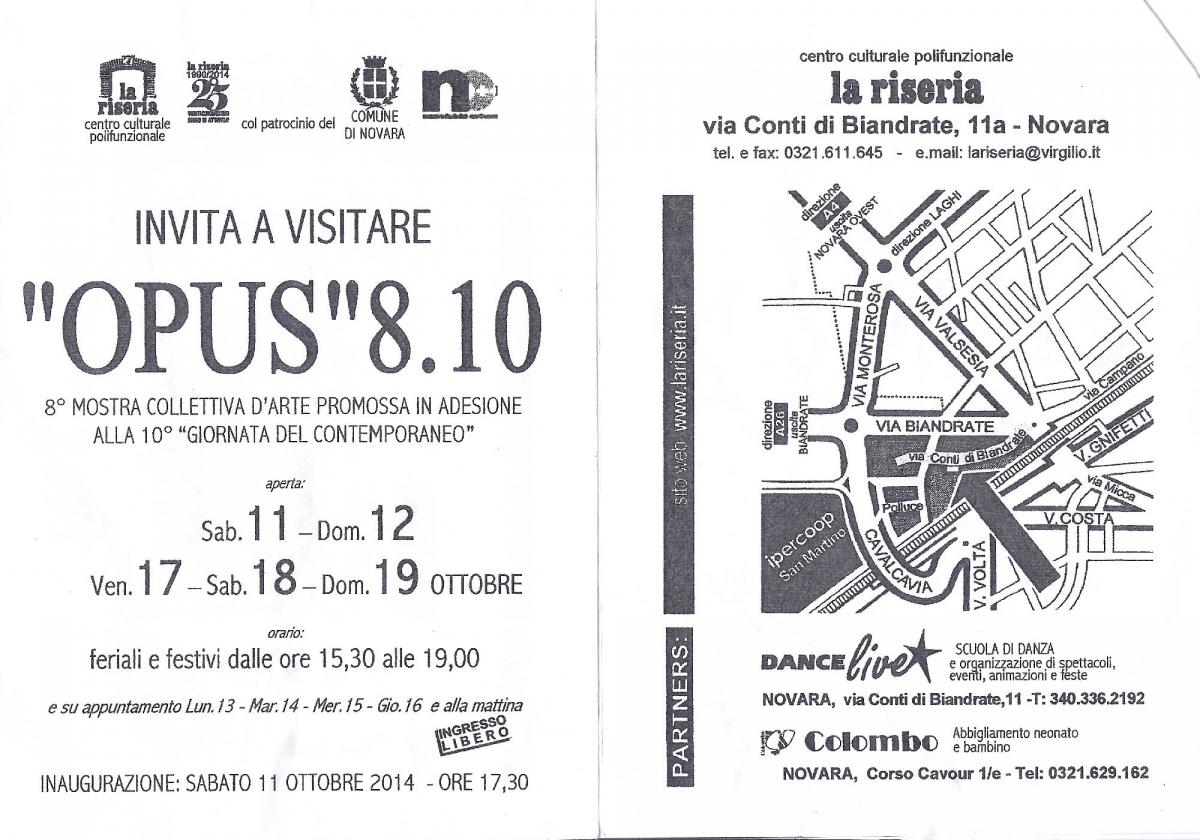 la
riseria
centro culturale
polifunzionale
la riseria
1990/2014
25
col patrocinio del
COMUNE
DI NOVARA
INVITA A VISITARE
"OPUS"8.10
8° MOSTRA COLLETTIVA D'ARTE PROMOSSA IN ADESIONE
ALLA 10° “GIORNATA DEL CONTEMPORANEO”
aperta:
Sab. 11 – Dom. 12
Ven. 17 – Sab. 18 – Dom. 19 OTTOBRE
orario:
feriali e festivi dalle ore 15,30 alle 19,00
e su appuntamento Lun. 13 - Mar. 14 - Mer. 15 - Gio. 16 e alla mattina
INGRESSO
LIBERO
INAUGURAZIONE: SABATO 11 OTTOBRE 2014 - ORE 17,30
centro culturale polifunzionale
la riseria
via Conti di Biandrate, 11a - Novara
tel. e fax: 0321.611.645 - e.mail: lariseria@virgilio.it
sito web www.lariseria.it
direzione
A4
uscita
NOVARA OVEST
direzione LAGHI
VIA MONTEROSA
VIA VALSESIA
direzione
A26
uscita
BIANDRATE
VIA BIANDRATE
via Conti di Biandrate
via Campano
V. GNIFETTI
via Micca
V. COSTA
Polluce
ipercoop
San Martino
CAVALCAVIA
V. VOLTA
PARTNERS:
DANCE live
SCUOLA DI DANZA
e organizzazione di spettacoli,
eventi, animazioni e feste
NOVARA, via Conti di Biandrate,11 -T: 340.336.2192
Colombo
Abbigliamento neonato
e bambino
NOVARA, Corso Cavour 1/e - Tel: 0321.629.162